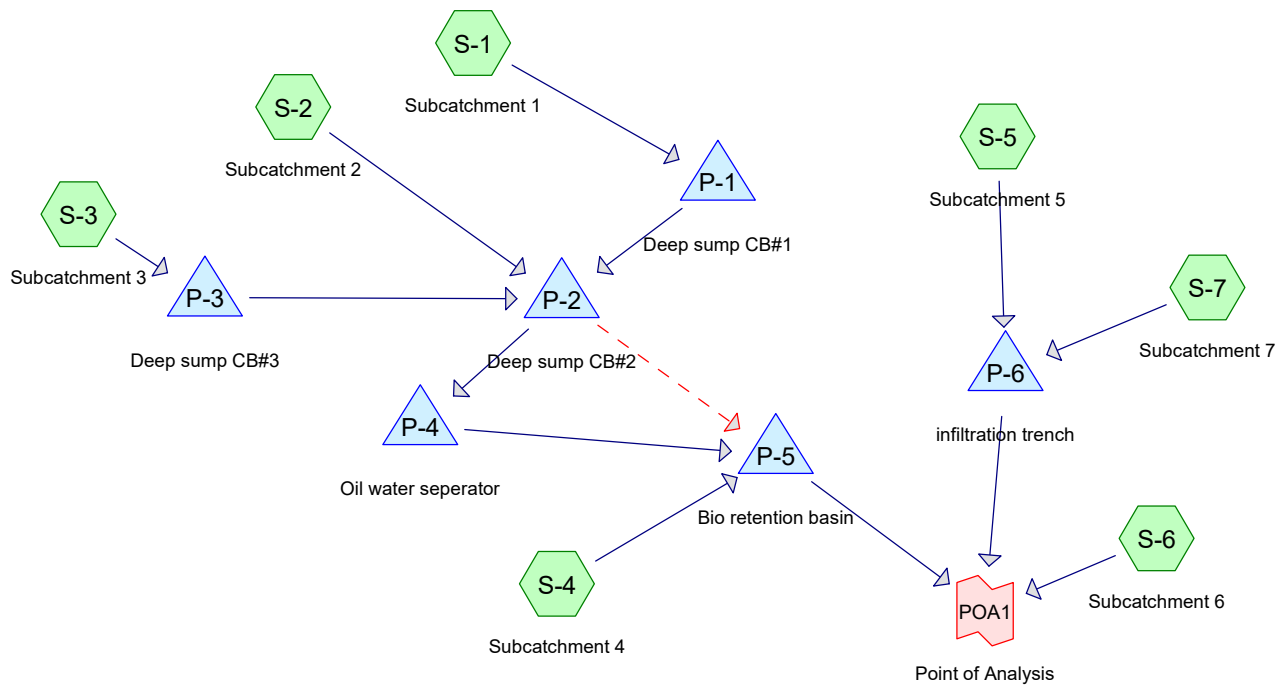 S-1
Subcatchment 1
S-2
Subcatchment 2
S-5
Subcatchment 5
P-1
Deep sump CB#1
S-3
Subcatchment 3
P-3
Deep sump CB#3
P-2
Deep sump CB#2
S-7
Subcatchment 7
P-6
infiltration trench
P-4
Oil water seperator
P-5
Bio retention basin
S-6
Subcatchment 6
S-4
Subcatchment 4
POA1
Point of Analysis